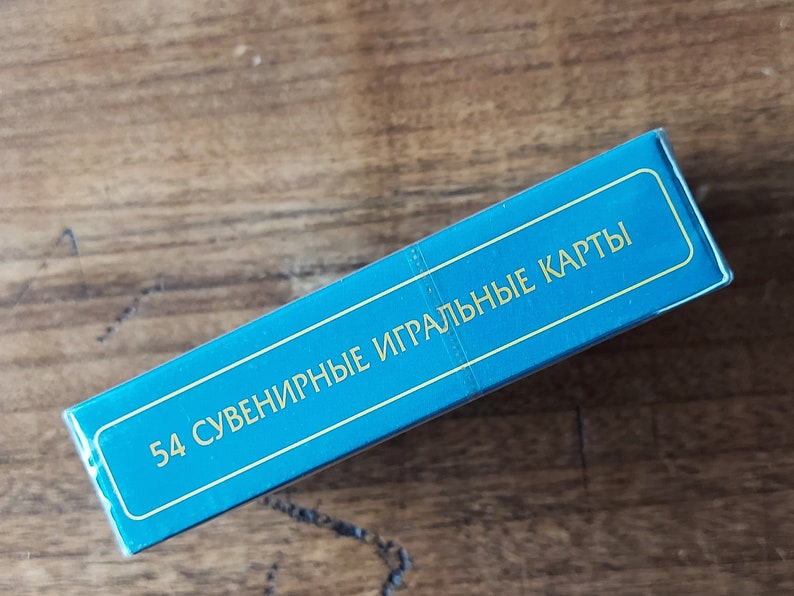 54 СУВЕНИРНЫЕ ИГРАЛЬНЫЕ КАРТЫ